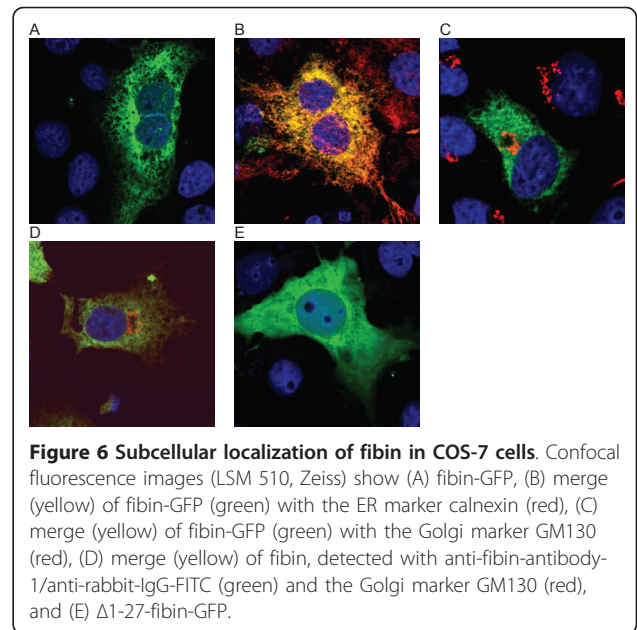 A
B
C
D
E
Figure 6 Subcellular localization of fibin in COS-7 cells. Confocal
fluorescence images (LSM 510, Zeiss) show (A) fibin-GFP, (B) merge
(yellow) of fibin-GFP (green) with the ER marker calnexin (red), (C)
merge (yellow) of fibin-GFP (green) with the Golgi marker GM130
(red), (D) merge (yellow) of fibin, detected with anti-fibin-antibody-
1/anti-rabbit-IgG-FITC (green) and the Golgi marker GM130 (red),
and (E) Δ1-27-fibin-GFP.